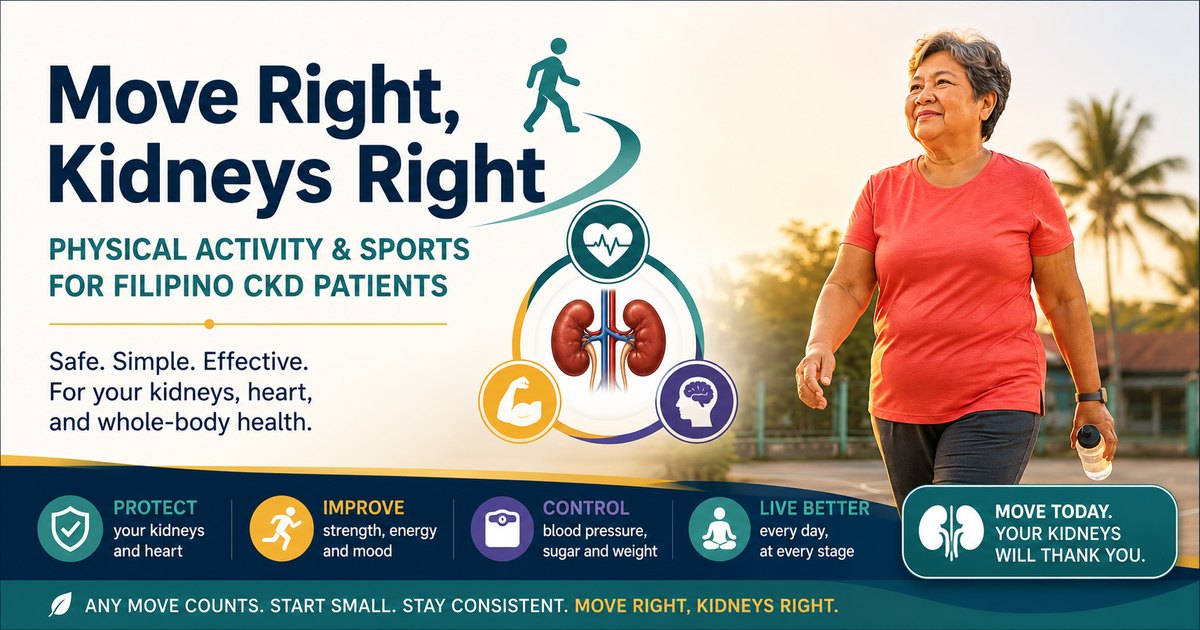 Move Right,
Kidneys Right
PHYSICAL ACTIVITY & SPORTS
FOR FILIPINO CKD PATIENTS
Safe. Simple. Effective.
For your kidneys, heart,
and whole-body health.
PROTECT
your kidneys
and heart
IMPROVE
strength, energy
and mood
CONTROL
blood pressure,
sugar and weight
LIVE BETTER
every day,
at every stage
MOVE TODAY.
YOUR KIDNEYS
WILL THANK YOU.
ANY MOVE COUNTS. START SMALL. STAY CONSISTENT. MOVE RIGHT, KIDNEYS RIGHT.